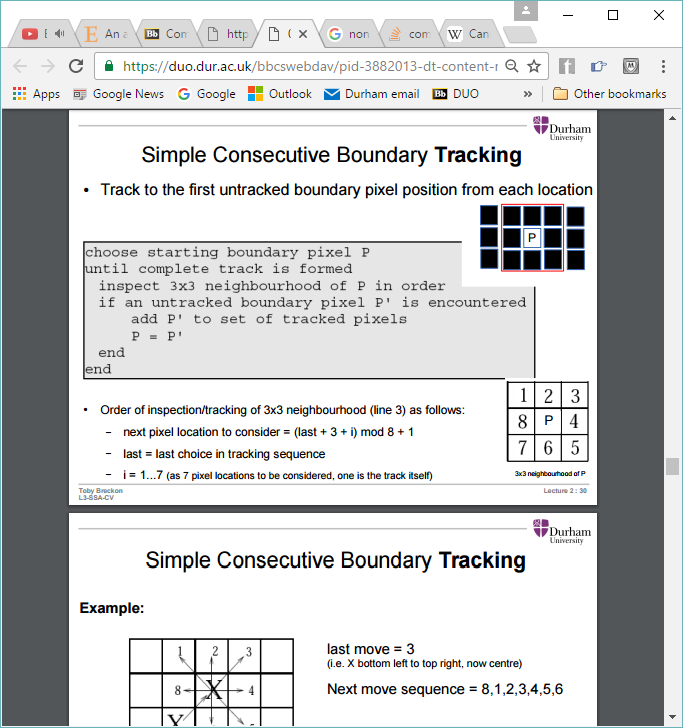 E
An a
Bb Con
http
(
non
com
W Can
https://duo.dur.ac.uk/bbcswebdav/pid-3882013-dt-content-r
Apps Google News Google Outlook Durham email Bb DUO » Other bookmarks
Durham
University
Simple Consecutive Boundary Tracking
• Track to the first untracked boundary pixel position from each location
P
choose starting boundary pixel P
until complete track is formed
inspect 3x3 neighbourhood of P in order
if an untracked boundary pixel P' is encountered
add P' to set of tracked pixels
P = P'
end
end
• Order of inspection/tracking of 3x3 neighbourhood (line 3) as follows:
– next pixel location to consider = (last + 3 + i) mod 8 + 1
– last = last choice in tracking sequence
– i = 1...7 (as 7 pixel locations to be considered, one is the track itself)
1 2 3
8 P 4
7 6 5
3x3 neighbourhood of P
Toby Breckon
L3-SSA-CV
Lecture 2 : 30
Durham
University
Simple Consecutive Boundary Tracking
Example:
1 2 3
8 X 4
X
last move = 3
(i.e. X bottom left to top right, now centre)
Next move sequence = 8,1,2,3,4,5,6